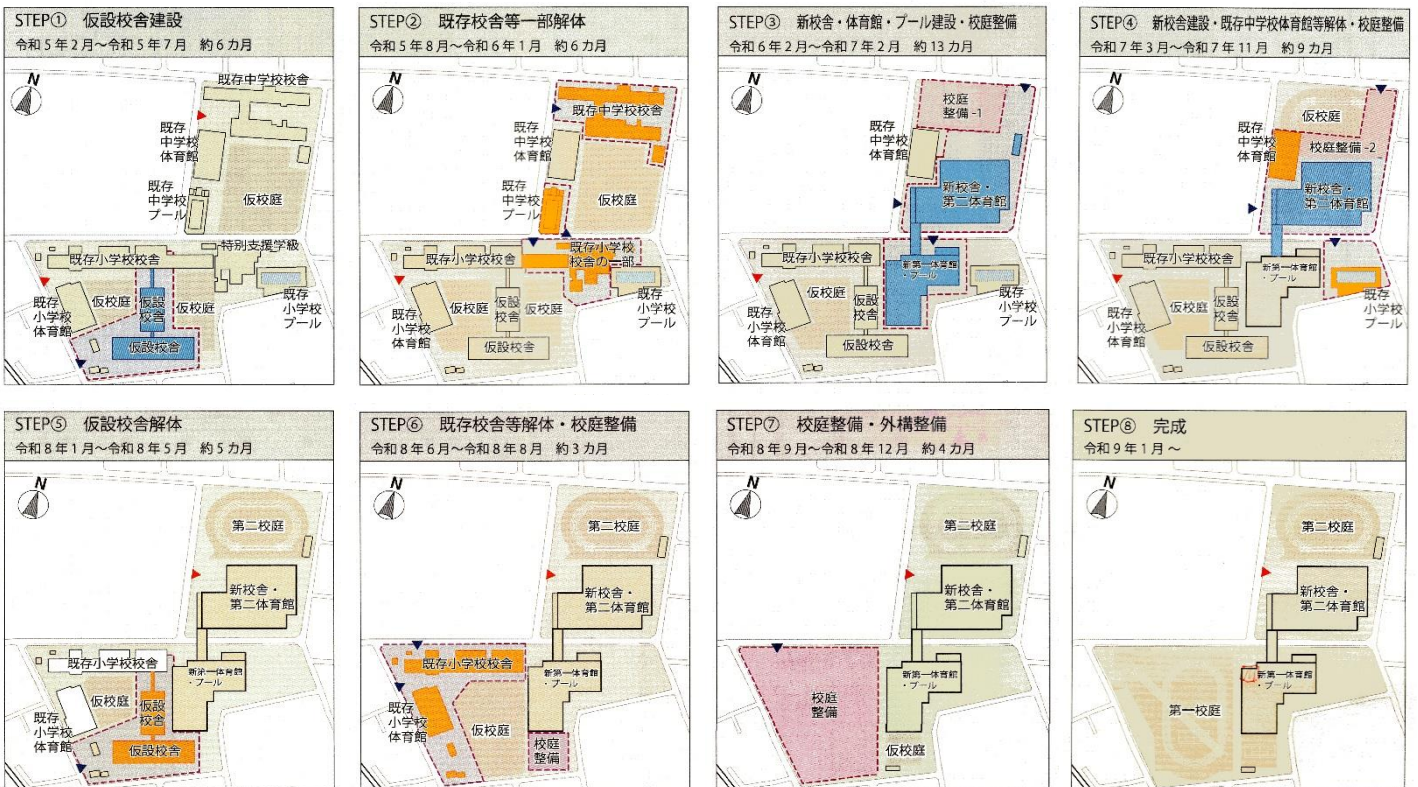 STEP① 仮設校舎建設
令和5年2月～令和5年7月 約6カ月
N
既存中学校校舎
既存
中学校
体育館
既存
中学校
プール
仮校庭
特別支援学級
既存小学校校舎
既存
小学校
体育館
仮校庭
仮設
校舎
仮校庭
既存
小学校
プール
仮設校舎
STEP② 既存校舎等一部解体
令和5年8月～令和6年1月 約6カ月
N
既存中学校校舎
既存
中学校
体育館
既存
中学校
プール
仮校庭
既存小学校校舎
既存小学校
校舎の一部
既存
小学校
体育館
仮校庭
仮設
校舎
仮校庭
既存
小学校
プール
仮設校舎
STEP③ 新校舎・体育館・プール建設・校庭整備
令和6年2月～令和7年2月 約13カ月
N
校庭
整備-1
既存
中学校
体育館
新校舎・
第二体育館
既存小学校校舎
新第一体育館
・プール
既存
小学校
体育館
仮校庭
仮設
校舎
既存
小学校
プール
仮設校舎
STEP④ 新校舎建設・既存中学校体育館等解体・校庭整備
令和7年3月～令和7年11月 約9カ月
N
仮校庭
既存
中学校
体育館
校庭整備-2
新校舎・
第二体育館
既存小学校校舎
新第一体育館
・プール
既存
小学校
体育館
仮校庭
仮設
校舎
既存
小学校
プール
仮設校舎
STEP⑤ 仮設校舎解体
令和8年1月～令和8年5月 約5カ月
N
第二校庭
新校舎・
第二体育館
既存小学校校舎
新第一体育館
・プール
既存
小学校
体育館
仮校庭
仮設
校舎
仮設校舎
STEP⑥ 既存校舎等解体・校庭整備
令和8年6月～令和8年8月 約3カ月
N
第二校庭
新校舎・
第二体育館
既存小学校校舎
新第一体育館
・プール
既存
小学校
体育館
仮校庭
校庭
整備
STEP⑦ 校庭整備・外構整備
令和8年9月～令和8年12月 約4カ月
N
第二校庭
新校舎・
第二体育館
新第一体育館
・プール
校庭
整備
仮校庭
STEP⑧ 完成
令和9年1月～
N
第二校庭
新校舎・
第二体育館
新第一体育館
・プール
第一校庭